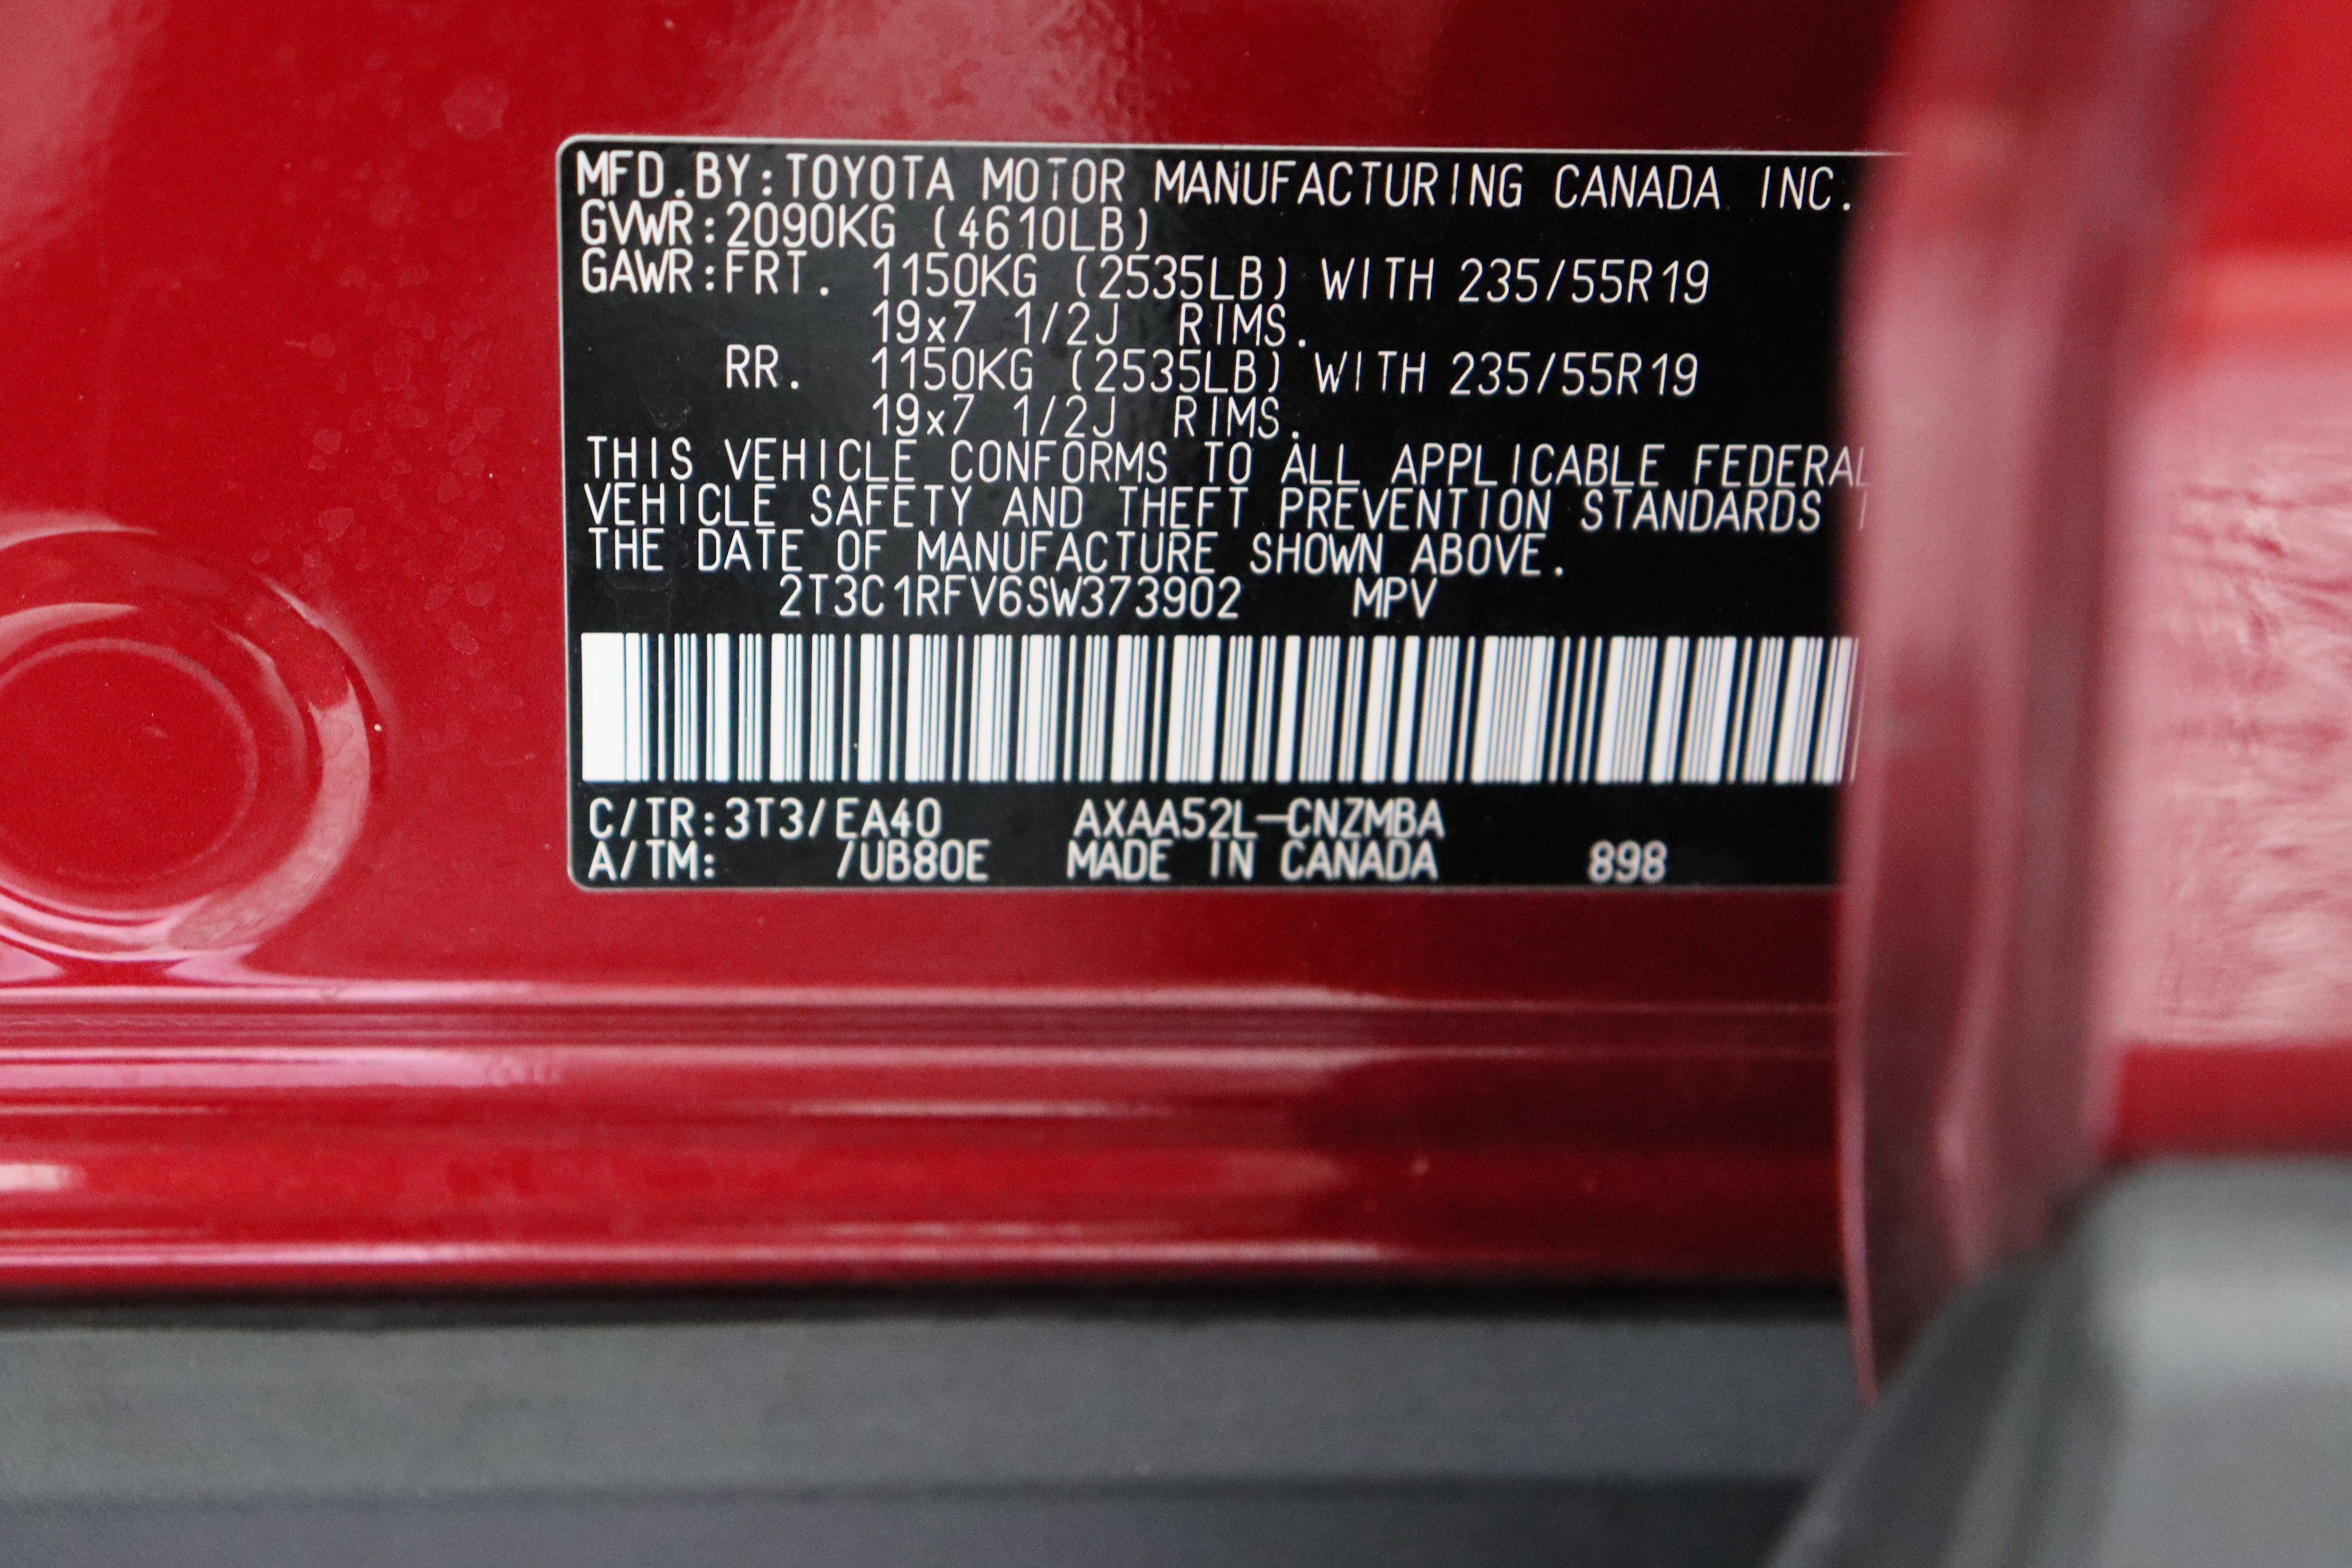 MFD.BY:TOYOTA MOTOR MANUFACTURING CANADA INC.
GVWR:2090KG (4610LB)
GAWR:FRT. 1150KG (2535LB) WITH 235/55R19
19x7 1/2J RIMS.
RR. 1150KG (2535LB) WITH 235/55R19
19x7 1/2J RIMS.
THIS VEHICLE CONFORMS TO ALL APPLICABLE FEDERAL
VEHICLE SAFETY AND THEFT PREVENTION STANDARDS
THE DATE OF MANUFACTURE SHOWN ABOVE.
2T3C1RFV6SW373902 MPV
C/TR:3T3/EA40 AXAA52L-CNZMBA
A/TM: /UB80E MADE IN CANADA 898